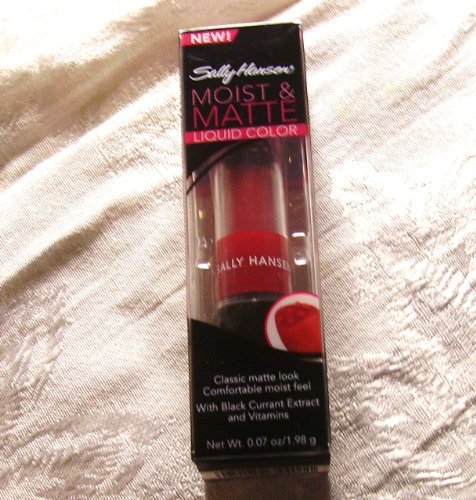 NEW!
Sally Hansen®
MOIST &
MATTE
LIQUID COLOR
SALLY HANSEN
Classic matte look
Comfortable moist feel
With Black Currant Extract
and Vitamins
Net Wt. 0.07 oz/1.98 g